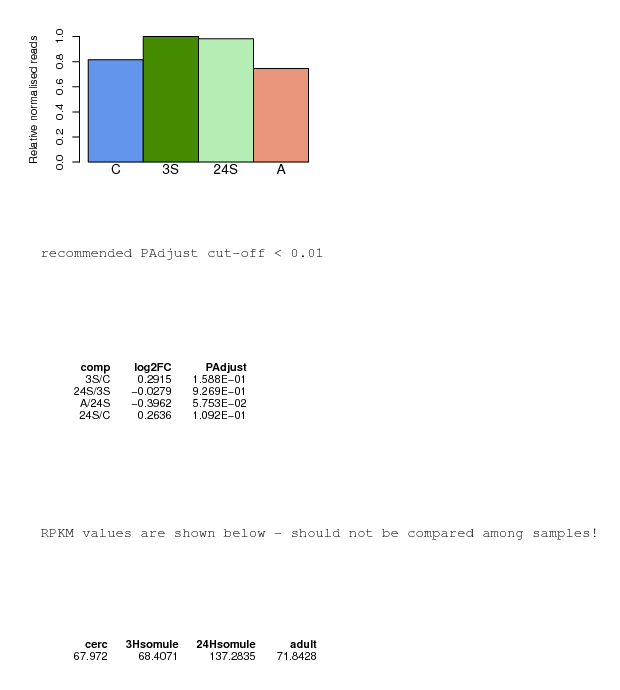 Relative normalised reads
1.0
0.8
0.6
0.4
0.2
0.0
C 3S 24S A
recommended PAdjust cut-off < 0.01
comp log2FC PAdjust
3S/C 0.2915 1.588E−01
24S/3S −0.0279 9.269E−01
A/24S −0.3962 5.753E−02
24S/C 0.2636 1.092E−01
RPKM values are shown below - should not be compared among samples!
cerc 3Hsomule 24Hsomule adult
67.972 68.4071 137.2835 71.8428